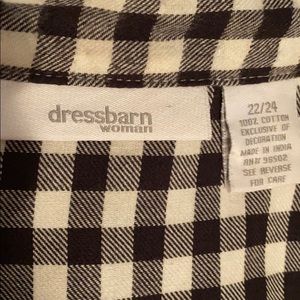 dressbarn
woman
22/24
100% COTTON
EXCLUSIVE OF
DECORATION
MADE IN INDIA
RN# 96502
SEE REVERSE
FOR CARE